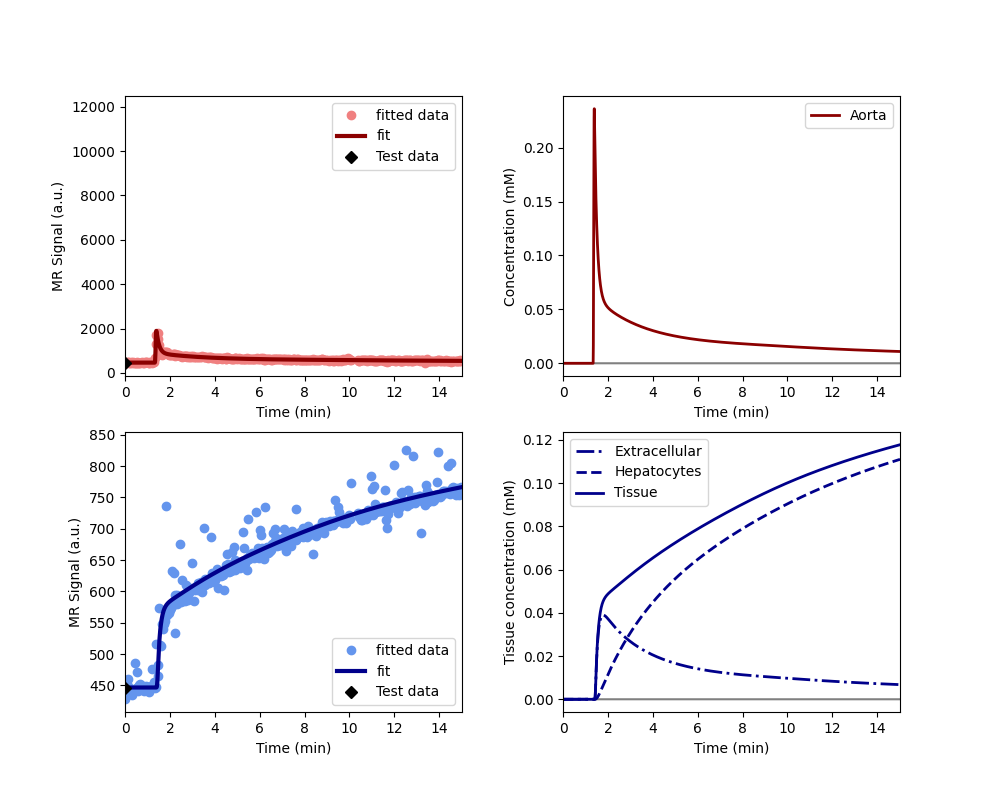 12000
10000
8000
6000
4000
2000
0
MR Signal (a.u.)
fitted data
fit
Test data
0 2 4 6 8 10 12 14
Time (min)
0.20
0.15
0.10
0.05
0.00
Concentration (mM)
Aorta
0 2 4 6 8 10 12 14
Time (min)
850
800
750
700
650
600
550
500
450
MR Signal (a.u.)
fitted data
fit
Test data
0 2 4 6 8 10 12 14
Time (min)
0.12
0.10
0.08
0.06
0.04
0.02
0.00
Tissue concentration (mM)
Extracellular
Hepatocytes
Tissue
0 2 4 6 8 10 12 14
Time (min)